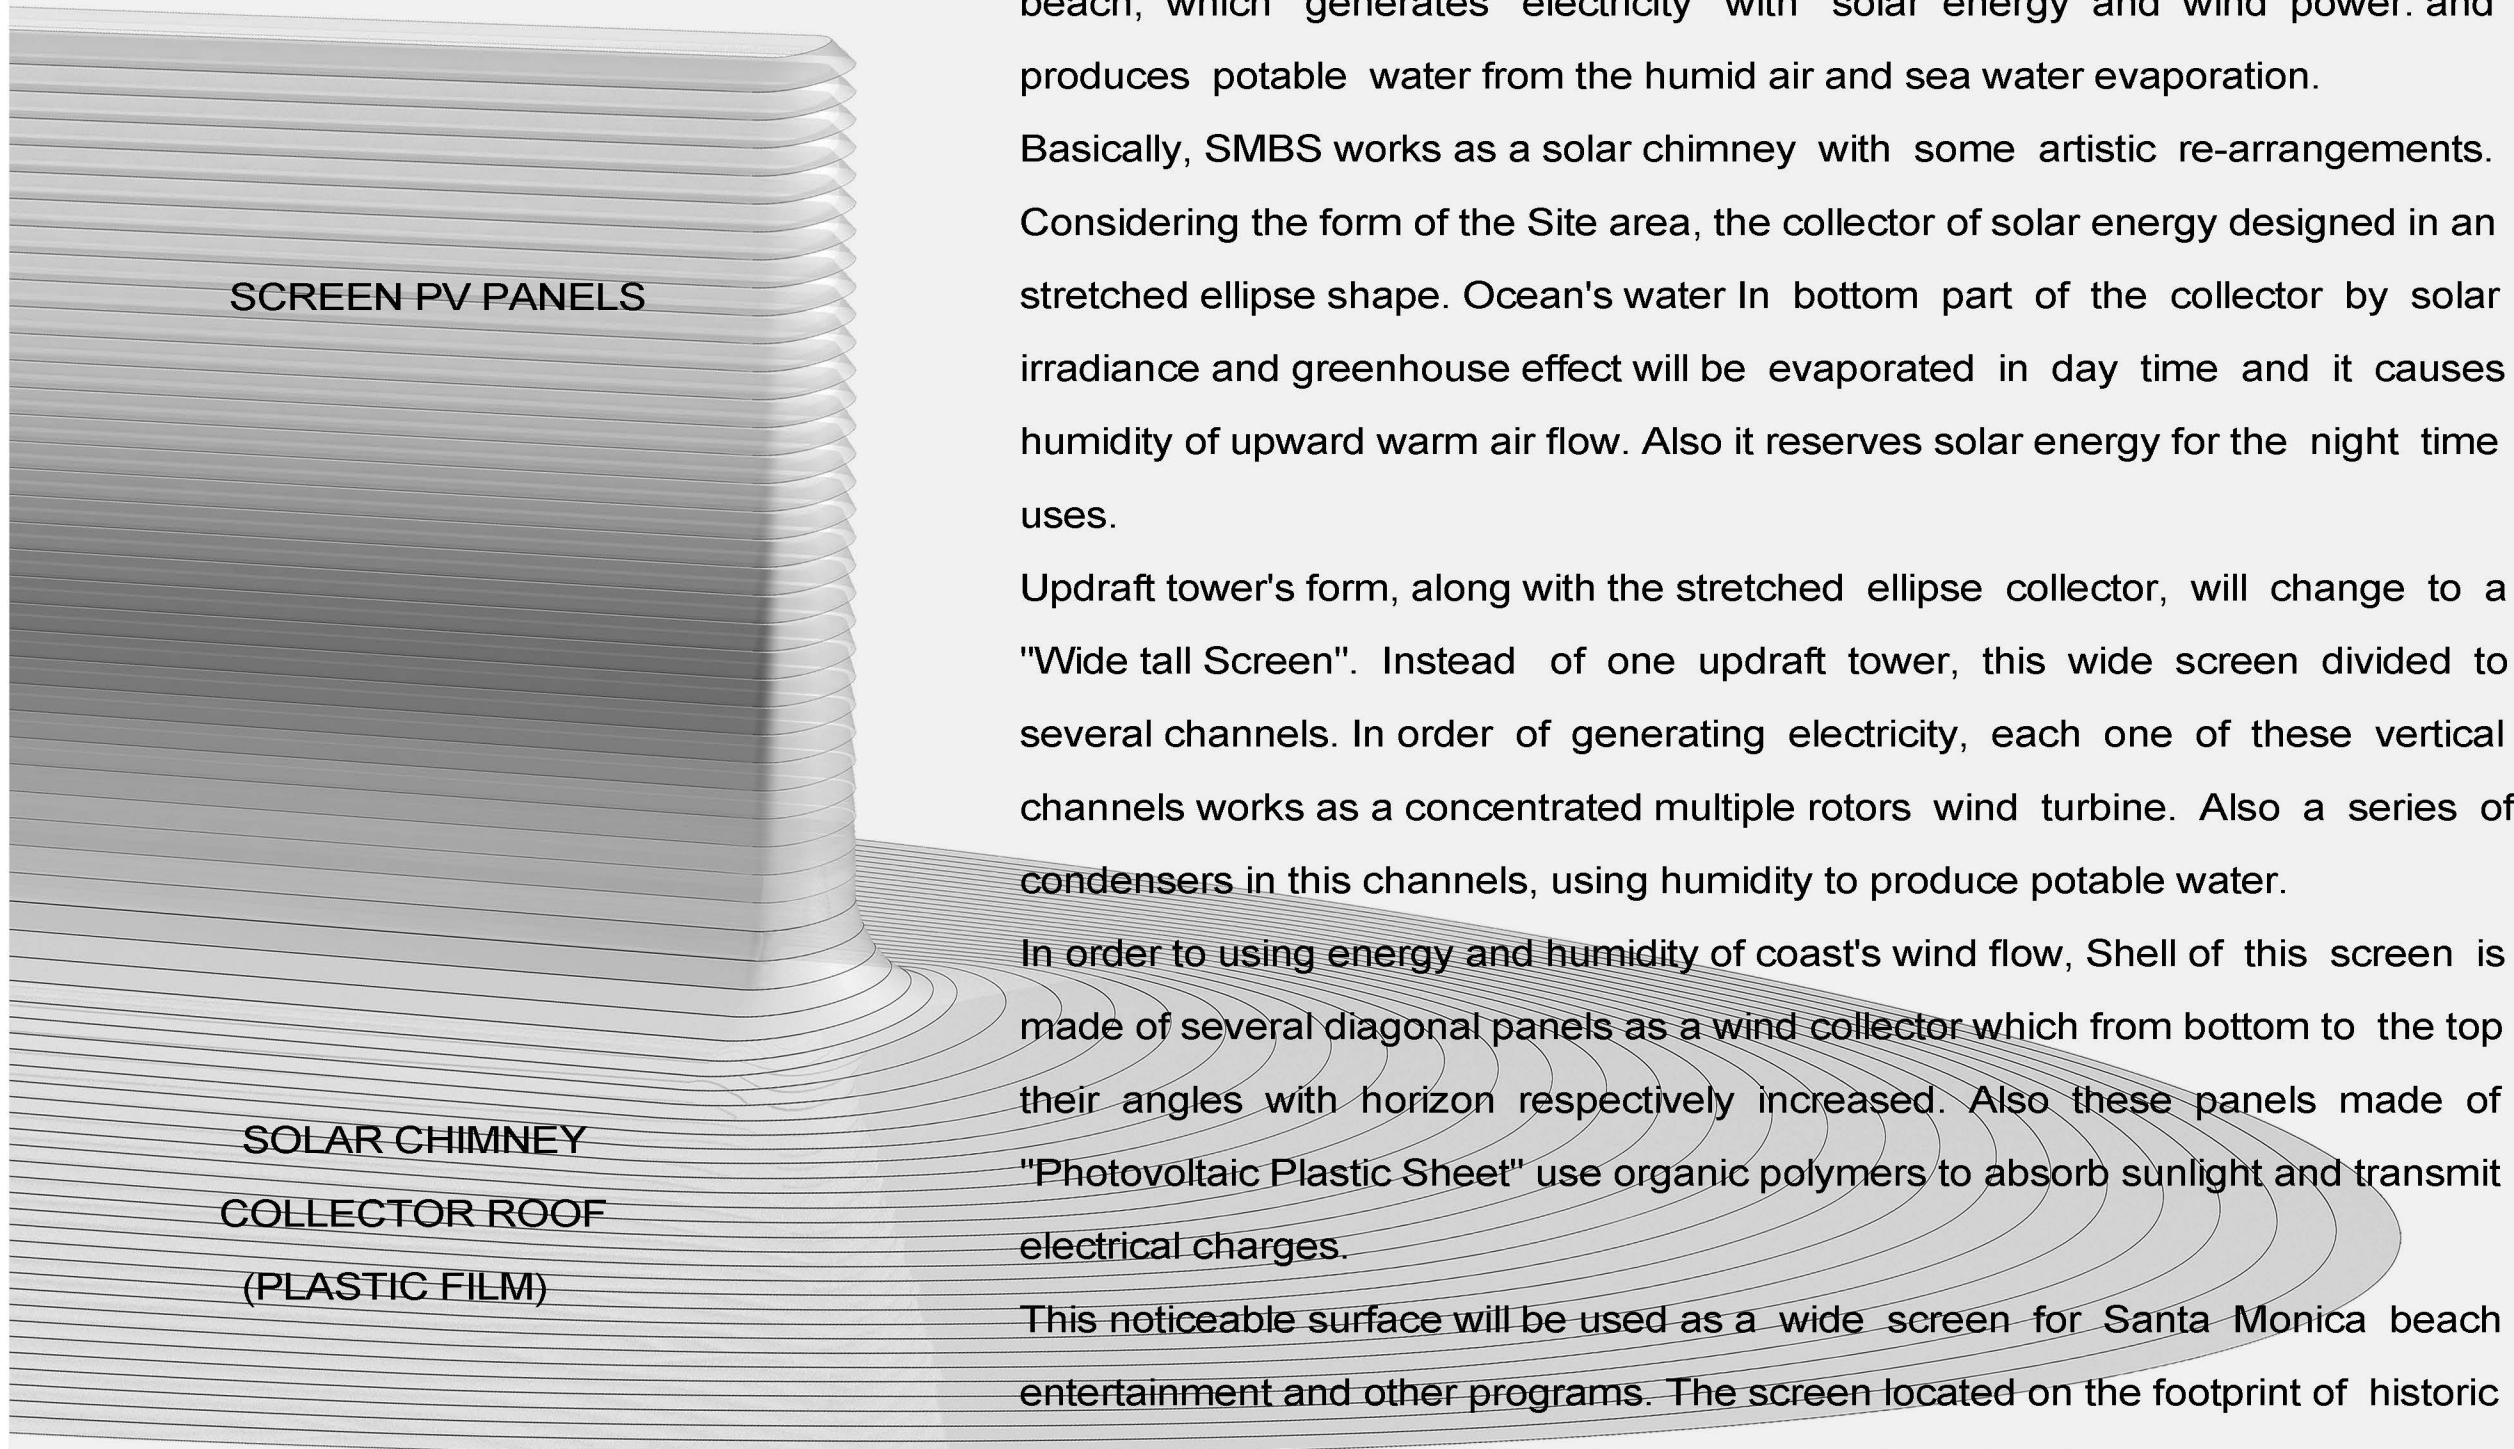 beach, which generates electricity with solar energy and wind power. and
produces potable water from the humid air and sea water evaporation.
Basically, SMBS works as a solar chimney with some artistic re-arrangements.
Considering the form of the Site area, the collector of solar energy designed in an
stretched ellipse shape. Ocean's water In bottom part of the collector by solar
irradiance and greenhouse effect will be evaporated in day time and it causes
humidity of upward warm air flow. Also it reserves solar energy for the night time
uses.
Updraft tower's form, along with the stretched ellipse collector, will change to a
"Wide tall Screen". Instead of one updraft tower, this wide screen divided to
several channels. In order of generating electricity, each one of these vertical
channels works as a concentrated multiple rotors wind turbine. Also a series of
condensers in this channels, using humidity to produce potable water.
In order to using energy and humidity of coast's wind flow, Shell of this screen is
made of several diagonal panels as a wind collector which from bottom to the top
their angles with horizon respectively increased. Also these panels made of
"Photovoltaic Plastic Sheet" use organic polymers to absorb sunlight and transmit
electrical charges.
This noticeable surface will be used as a wide screen for Santa Monica beach
entertainment and other programs. The screen located on the footprint of historic
SCREEN PV PANELS
SOLAR CHIMNEY
COLLECTOR ROOF
(PLASTIC FILM)